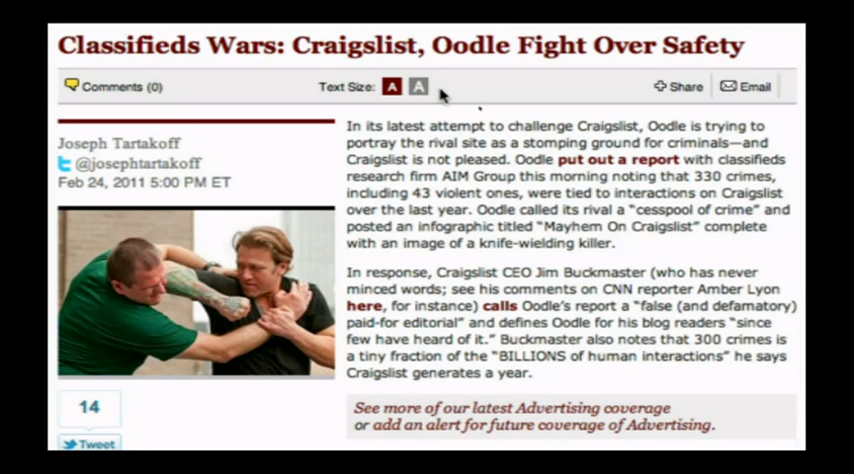 Classifieds Wars: Craigslist, Oodle Fight Over Safety
Comments (0) Text Size: A A Share Email
Joseph Tartakoff
@josephtartakoff
Feb 24, 2011 5:00 PM ET
14
Tweet
In its latest attempt to challenge Craigslist, Oodle is trying to
portray the rival site as a stomping ground for criminals—and
Craigslist is not pleased. Oodle put out a report with classifieds
research firm AIM Group this morning noting that 330 crimes,
including 43 violent ones, were tied to interactions on Craigslist
over the last year. Oodle called its rival a "cesspool of crime" and
posted an infographic titled "Mayhem On Craigslist" complete
with an image of a knife-wielding killer.
In response, Craigslist CEO Jim Buckmaster (who has never
minced words; see his comments on CNN reporter Amber Lyon
here, for instance) calls Oodle's report a "false (and defamatory)
paid-for editorial" and defines Oodle for his blog readers "since
few have heard of it." Buckmaster also notes that 300 crimes is
a tiny fraction of the "BILLIONS of human interactions" he says
Craigslist generates a year.
See more of our latest Advertising coverage
or add an alert for future coverage of Advertising.